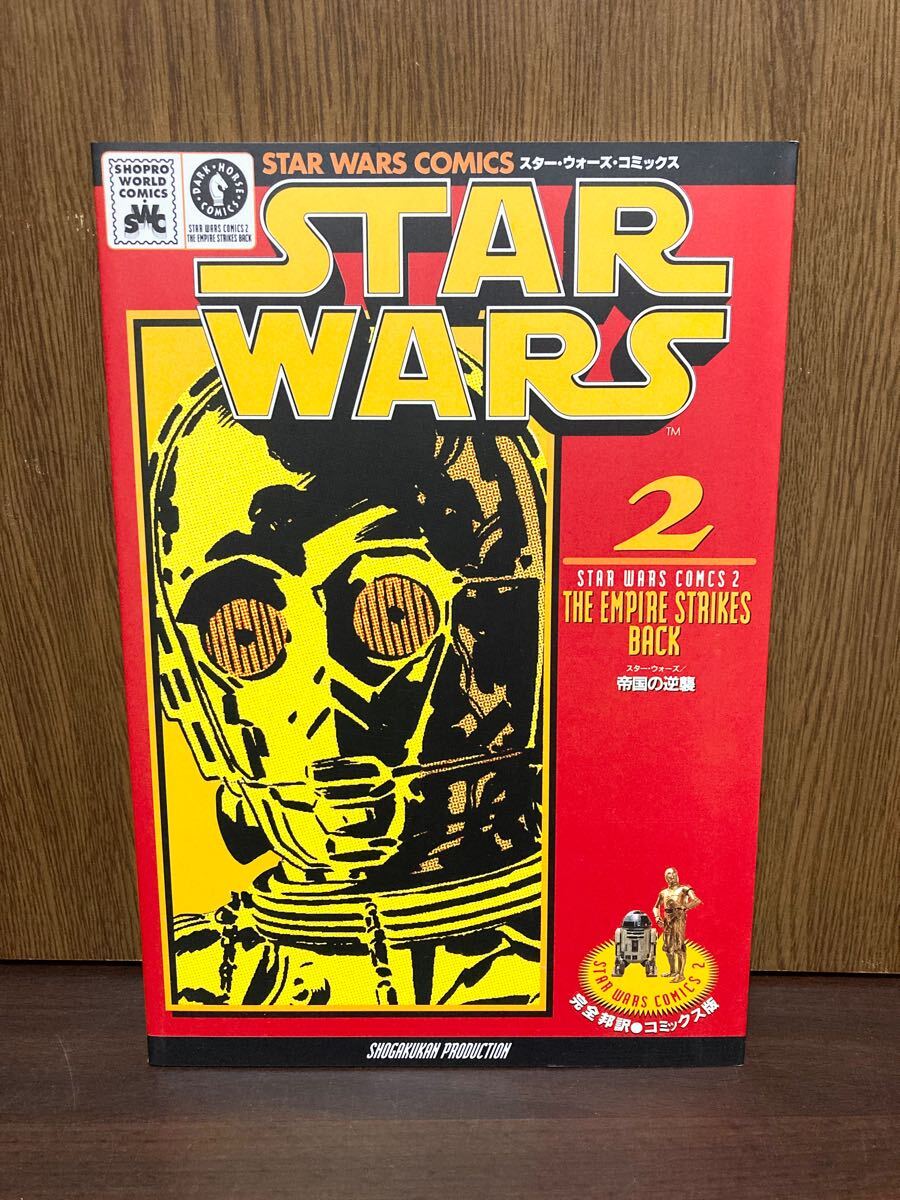 SHOPRO
WORLD
COMICS
SWC
DARK HORSE
COMICS
STAR WARS COMICS 2
THE EMPIRE STRIKES BACK
STAR WARS COMICS スター・ウォーズ・コミックス
STAR
WARS
TM
2
STAR WARS COMCS 2
THE EMPIRE STRIKES
BACK
スター・ウォーズ/
帝国の逆襲
STAR WARS COMICS 2
完全邦訳●コミックス版
SHOGAKUKAN PRODUCTION